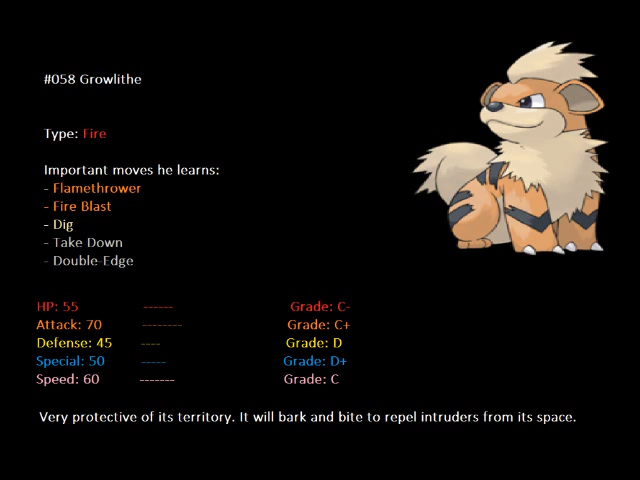 #058 Growlithe
Type: Fire
Important moves he learns:
- Flamethrower
- Fire Blast
- Dig
- Take Down
- Double-Edge
HP: 55 ------ Grade: C-
Attack: 70 -------- Grade: C+
Defense: 45 ---- Grade: D
Special: 50 ----- Grade: D+
Speed: 60 ------- Grade: C
Very protective of its territory. It will bark and bite to repel intruders from its space.